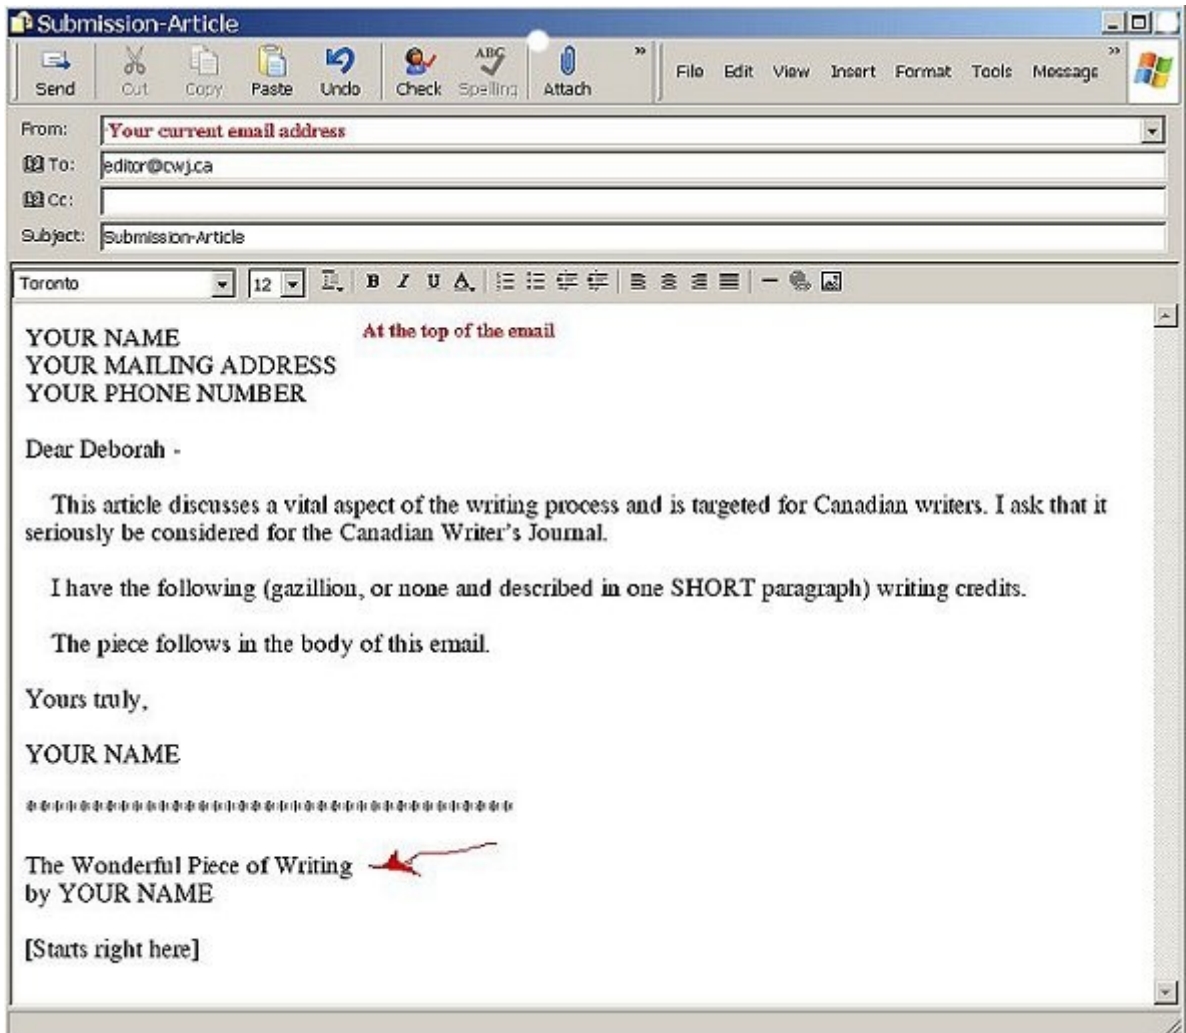 Submission-Article
Send Cut Copy Paste Undo Check ABC Spelling Attach » File Edit View Insert Format Tools Message »
From: Your current email address
To: editor@cwj.ca
Cc:
Subject: Submission-Article
Toronto 12 B I U A
YOUR NAME At the top of the email
YOUR MAILING ADDRESS
YOUR PHONE NUMBER
Dear Deborah -
This article discusses a vital aspect of the writing process and is targeted for Canadian writers. I ask that it
seriously be considered for the Canadian Writer's Journal.
I have the following (gazillion, or none and described in one SHORT paragraph) writing credits.
The piece follows in the body of this email.
Yours truly,
YOUR NAME
*************************************
The Wonderful Piece of Writing
by YOUR NAME
[Starts right here]